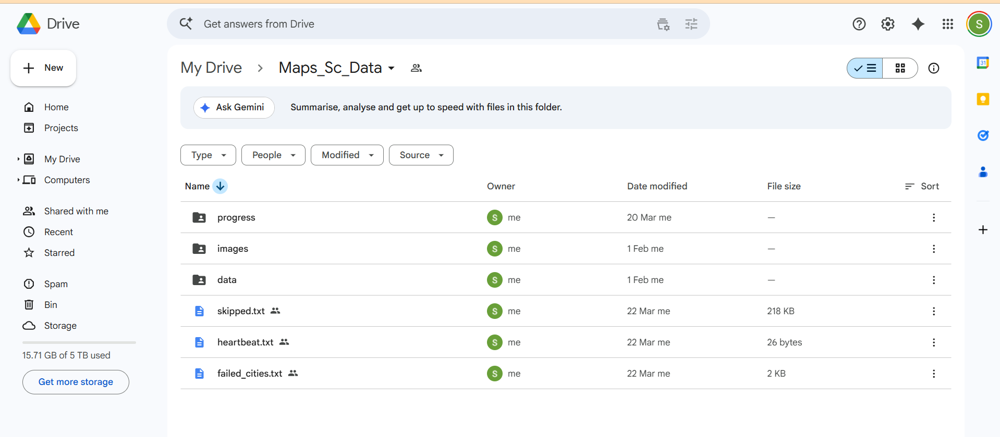 Drive
Get answers from Drive
S
New
Home
Projects
My Drive
Computers
Shared with me
Recent
Starred
Spam
Bin
Storage
15.71 GB of 5 TB used
Get more storage
My Drive > Maps_Sc_Data
Ask Gemini Summarise, analyse and get up to speed with files in this folder.
Type People Modified Source
Name Owner Date modified File size Sort
progress S me 20 Mar me —
images S me 1 Feb me —
data S me 1 Feb me —
skipped.txt S me 22 Mar me 218 KB
heartbeat.txt S me 22 Mar me 26 bytes
failed_cities.txt S me 22 Mar me 2 KB
31